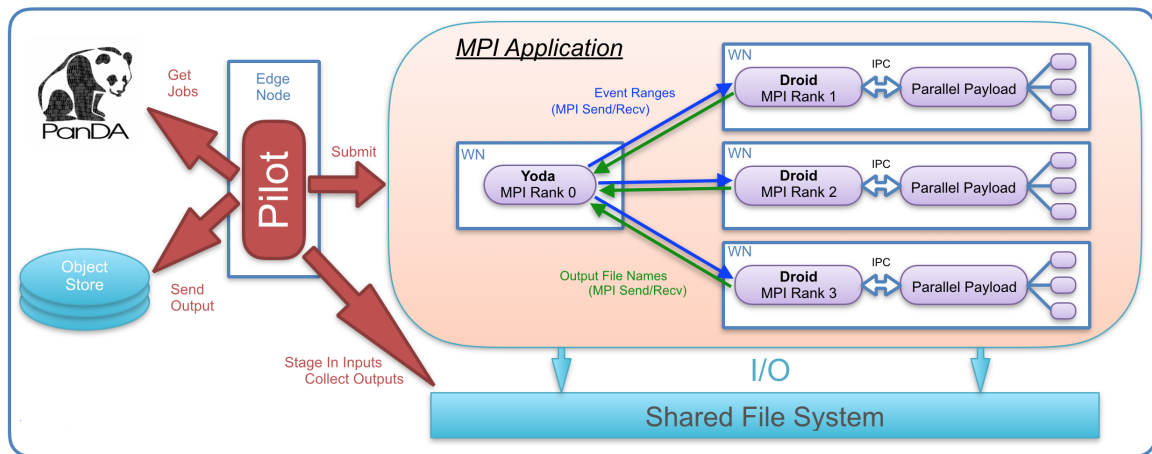 PanDA
Get
Jobs
Edge
Node
Pilot
Submit
Object
Store
Send
Output
Stage In Inputs
Collect Outputs
MPI Application
WN
Yoda
MPI Rank 0
Event Ranges
(MPI Send/Recv)
Output File Names
(MPI Send/Recv)
WN
Droid
MPI Rank 1
IPC
Parallel Payload
WN
Droid
MPI Rank 2
IPC
Parallel Payload
WN
Droid
MPI Rank 3
IPC
Parallel Payload
I/O
Shared File System